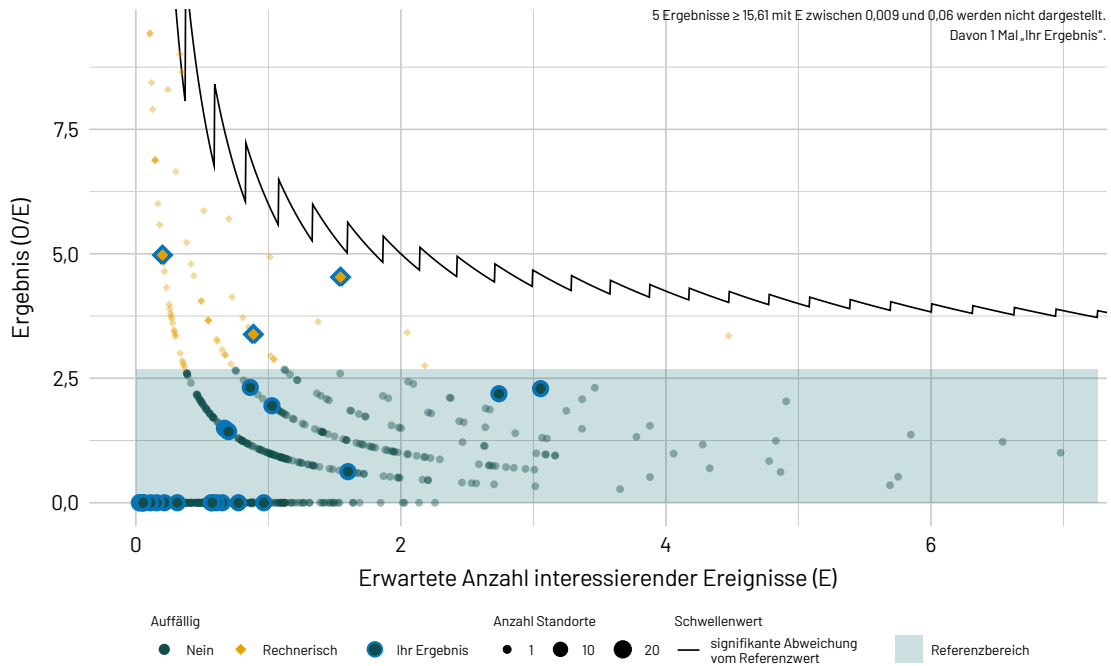 5 Ergebnisse ≥ 15,61 mit E zwischen 0,009 und 0,06 werden nicht dargestellt.
Davon 1 Mal „Ihr Ergebnis“.
Ergebnis (O/E)
7,5
5,0
2,5
0,0
0
2
4
6
Erwartete Anzahl interessierender Ereignisse (E)
Auffällig
Anzahl Standorte
Schwellenwert
Nein
Rechnerisch
Ihr Ergebnis
1
10
20
signifikante Abweichung
vom Referenzwert
Referenzbereich